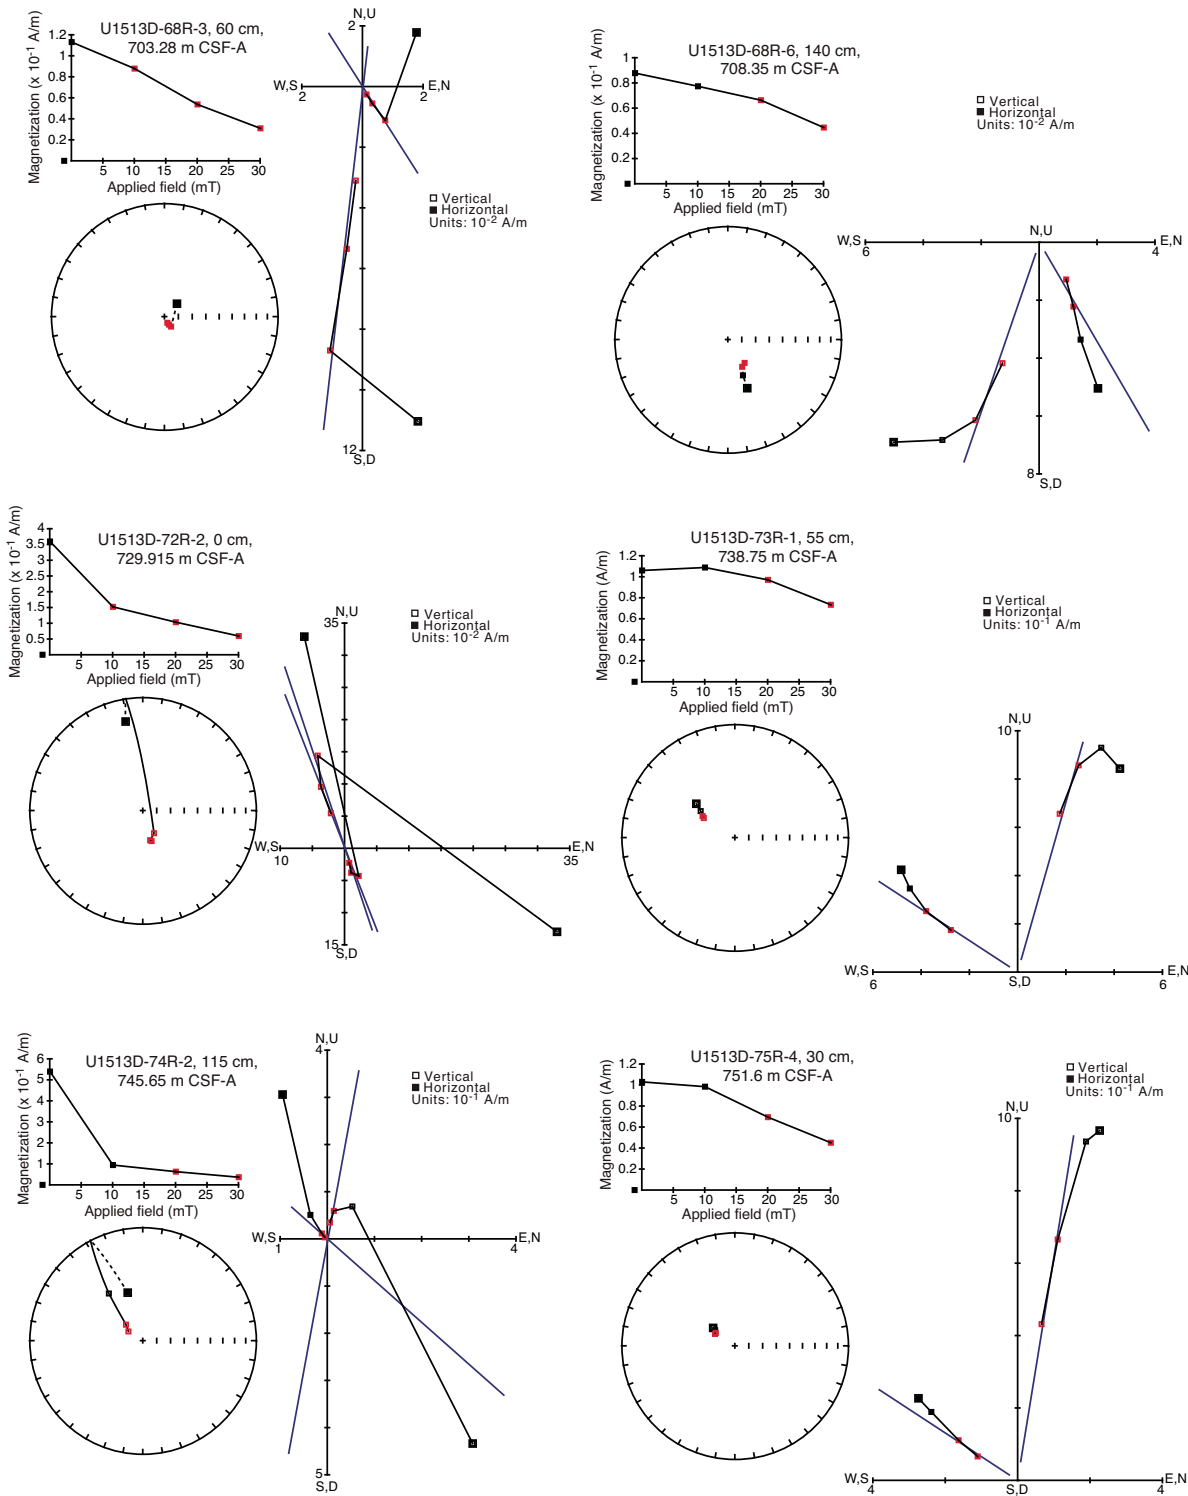 U1513D-68R-3, 60 cm,
703.28 m CSF-A
Magnetization (x 10-1 A/m)
1.2
1
0.8
0.6
0.4
0.2
5 10 15 20 25 30
Applied field (mT)
N,U
2
W,S
2
E,N
2
12
S,D
Vertical
Horizontal
Units: 10-2 A/m
U1513D-68R-6, 140 cm,
708.35 m CSF-A
Magnetization (x 10-1 A/m)
1
0.8
0.6
0.4
0.2
5 10 15 20 25 30
Applied field (mT)
Vertical
Horizontal
Units: 10-2 A/m
N,U
W,S
6
E,N
4
8
S,D
U1513D-72R-2, 0 cm,
729.915 m CSF-A
Magnetization (x 10-1 A/m)
4
3.5
3
2.5
2
1.5
1
0.5
5 10 15 20 25 30
Applied field (mT)
N,U
35
Vertical
Horizontal
Units: 10-2 A/m
W,S
10
E,N
35
15
S,D
U1513D-73R-1, 55 cm,
738.75 m CSF-A
Magnetization (A/m)
1.2
1
0.8
0.6
0.4
0.2
5 10 15 20 25 30
Applied field (mT)
Vertical
Horizontal
Units: 10-1 A/m
N,U
10
W,S
6
S,D
E,N
6
U1513D-74R-2, 115 cm,
745.65 m CSF-A
Magnetization (x 10-1 A/m)
6
5
4
3
2
1
5 10 15 20 25 30
Applied field (mT)
N,U
4
Vertical
Horizontal
Units: 10-1 A/m
W,S
1
E,N
4
5
S,D
U1513D-75R-4, 30 cm,
751.6 m CSF-A
Magnetization (A/m)
1.2
1
0.8
0.6
0.4
0.2
5 10 15 20 25 30
Applied field (mT)
Vertical
Horizontal
Units: 10-1 A/m
N,U
10
W,S
4
S,D
E,N
4